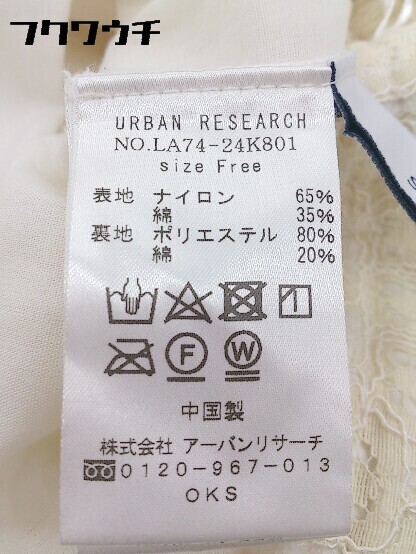 フクワウチ
URBAN RESEARCH
NO.LA74-24K801
size Free
表地 ナイロン 65%
綿 35%
裏地 ポリエステル 80%
綿 20%
F W
中国製
株式会社 アーバンリサーチ
0120-967-013
OKS